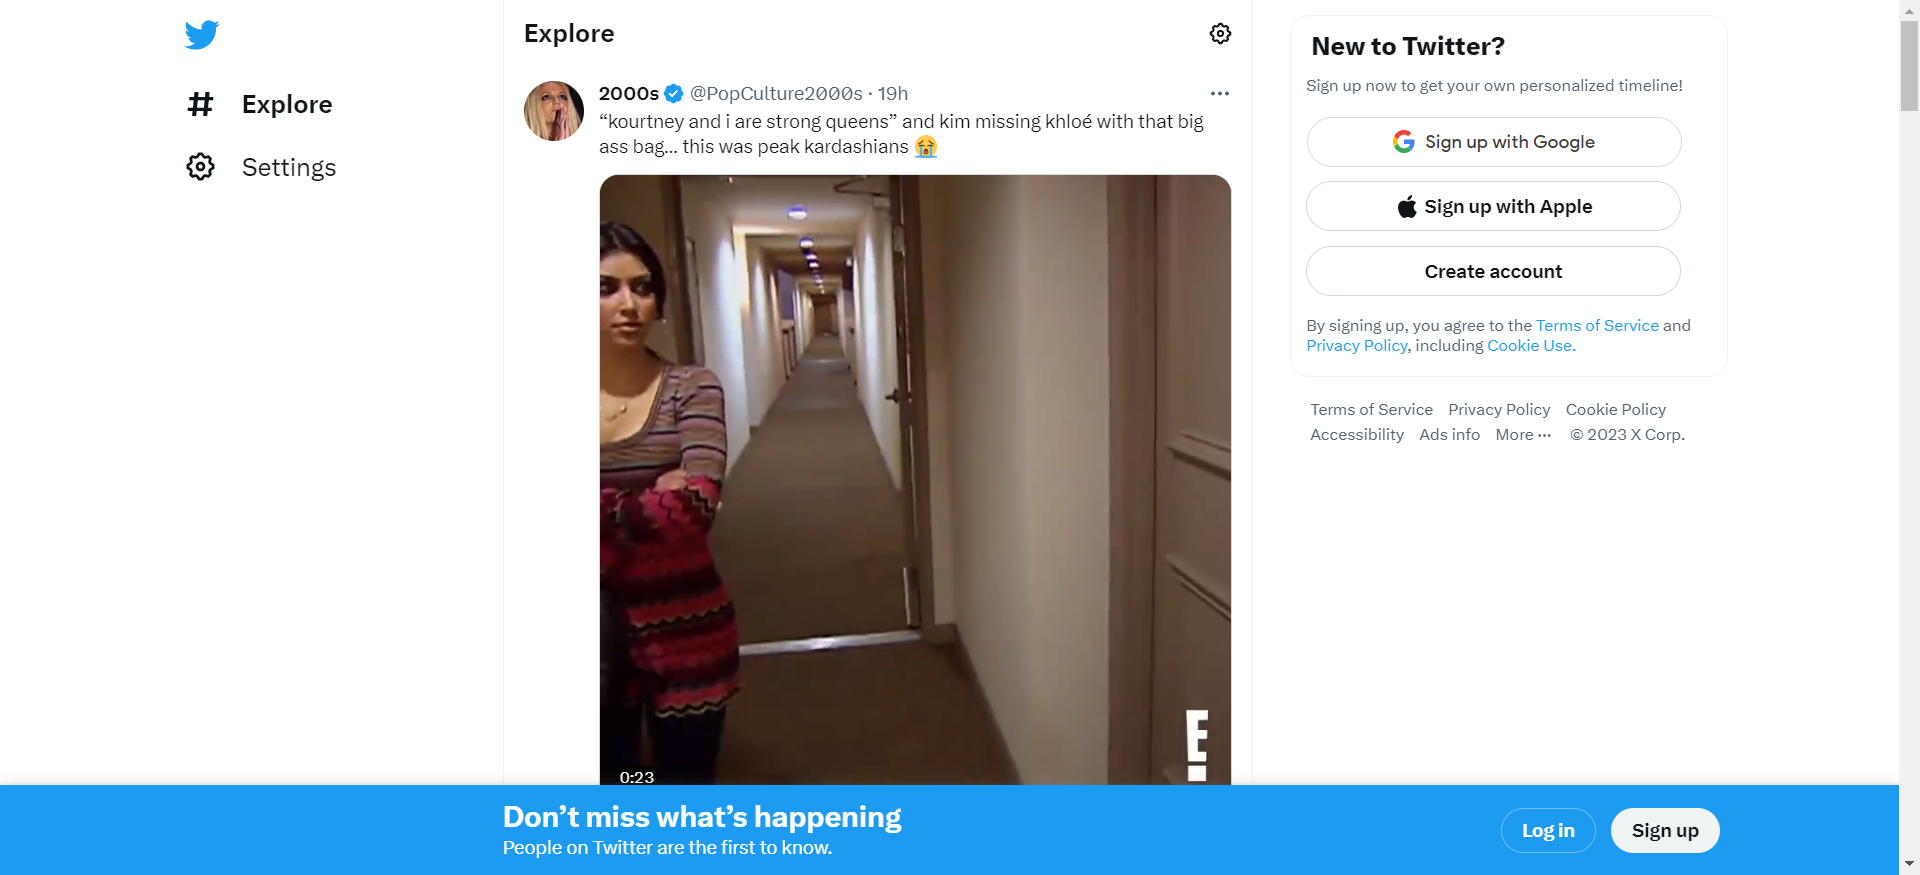 Explore
Settings
Explore
2000s @PopCulture2000s · 19h
“kourtney and i are strong queens” and kim missing khloé with that big
ass bag... this was peak kardashians 😭
E!
0:23
New to Twitter?
Sign up now to get your own personalized timeline!
Sign up with Google
Sign up with Apple
Create account
By signing up, you agree to the Terms of Service and
Privacy Policy, including Cookie Use.
Terms of Service Privacy Policy Cookie Policy
Accessibility Ads info More ··· © 2023 X Corp.
Don’t miss what’s happening
People on Twitter are the first to know.
Log in
Sign up